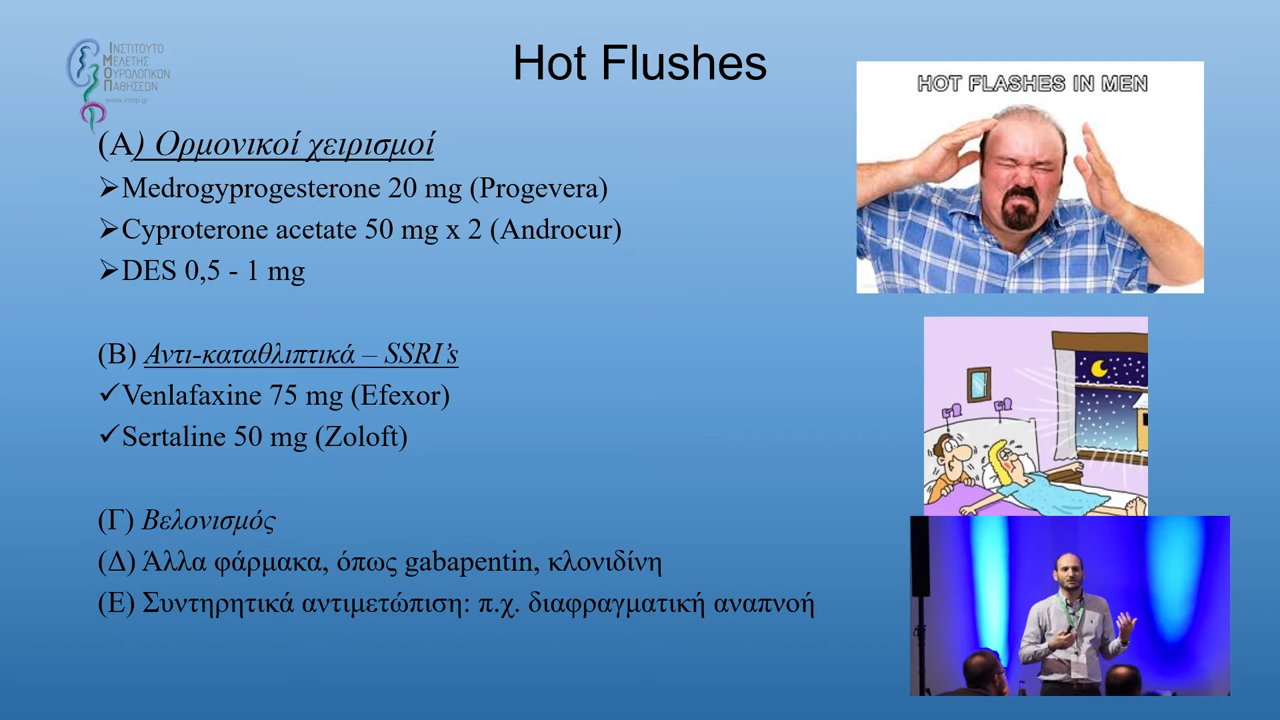 ΙΝΣΤΙΤΟΥΤΟ
ΜΕΛΕΤΗΣ
ΟΥΡΟΛΟΓΙΚΩΝ
ΠΑΘΗΣΕΩΝ
www.imop.gr
Hot Flushes
HOT FLASHES IN MEN
(Α) Ορμονικοί χειρισμοί
➢Medrogyprogesterone 20 mg (Progevera)
➢Cyproterone acetate 50 mg x 2 (Androcur)
➢DES 0,5 - 1 mg
(Β) Αντι-καταθλιπτικά – SSRI’s
✓Venlafaxine 75 mg (Efexor)
✓Sertaline 50 mg (Zoloft)
(Γ) Βελονισμός
(Δ) Άλλα φάρμακα, όπως gabapentin, κλονιδίνη
(Ε) Συντηρητικά αντιμετώπιση: π.χ. διαφραγματική αναπνοή